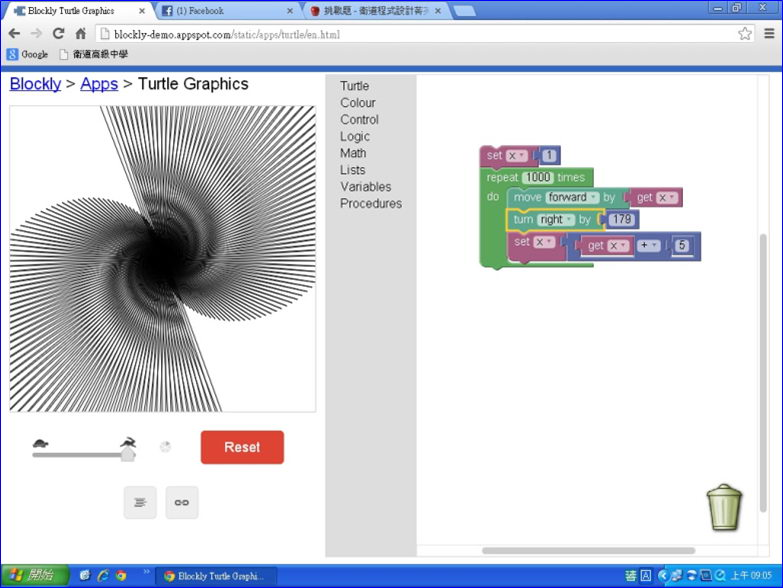 Blockly Turtle Graphics
(1) Facebook
挑戰題 - 衛道程式設計菁英
blockly-demo.appspot.com/static/apps/turtle/en.html
Google
衛道高級中學
Blockly > Apps > Turtle Graphics
Turtle
Colour
Control
Logic
Math
Lists
Variables
Procedures
set x 1
repeat 1000 times
do move forward by get x
turn right by 179
set x get x + 5
Reset
開始
Blockly Turtle Graphi...
上午 09:05